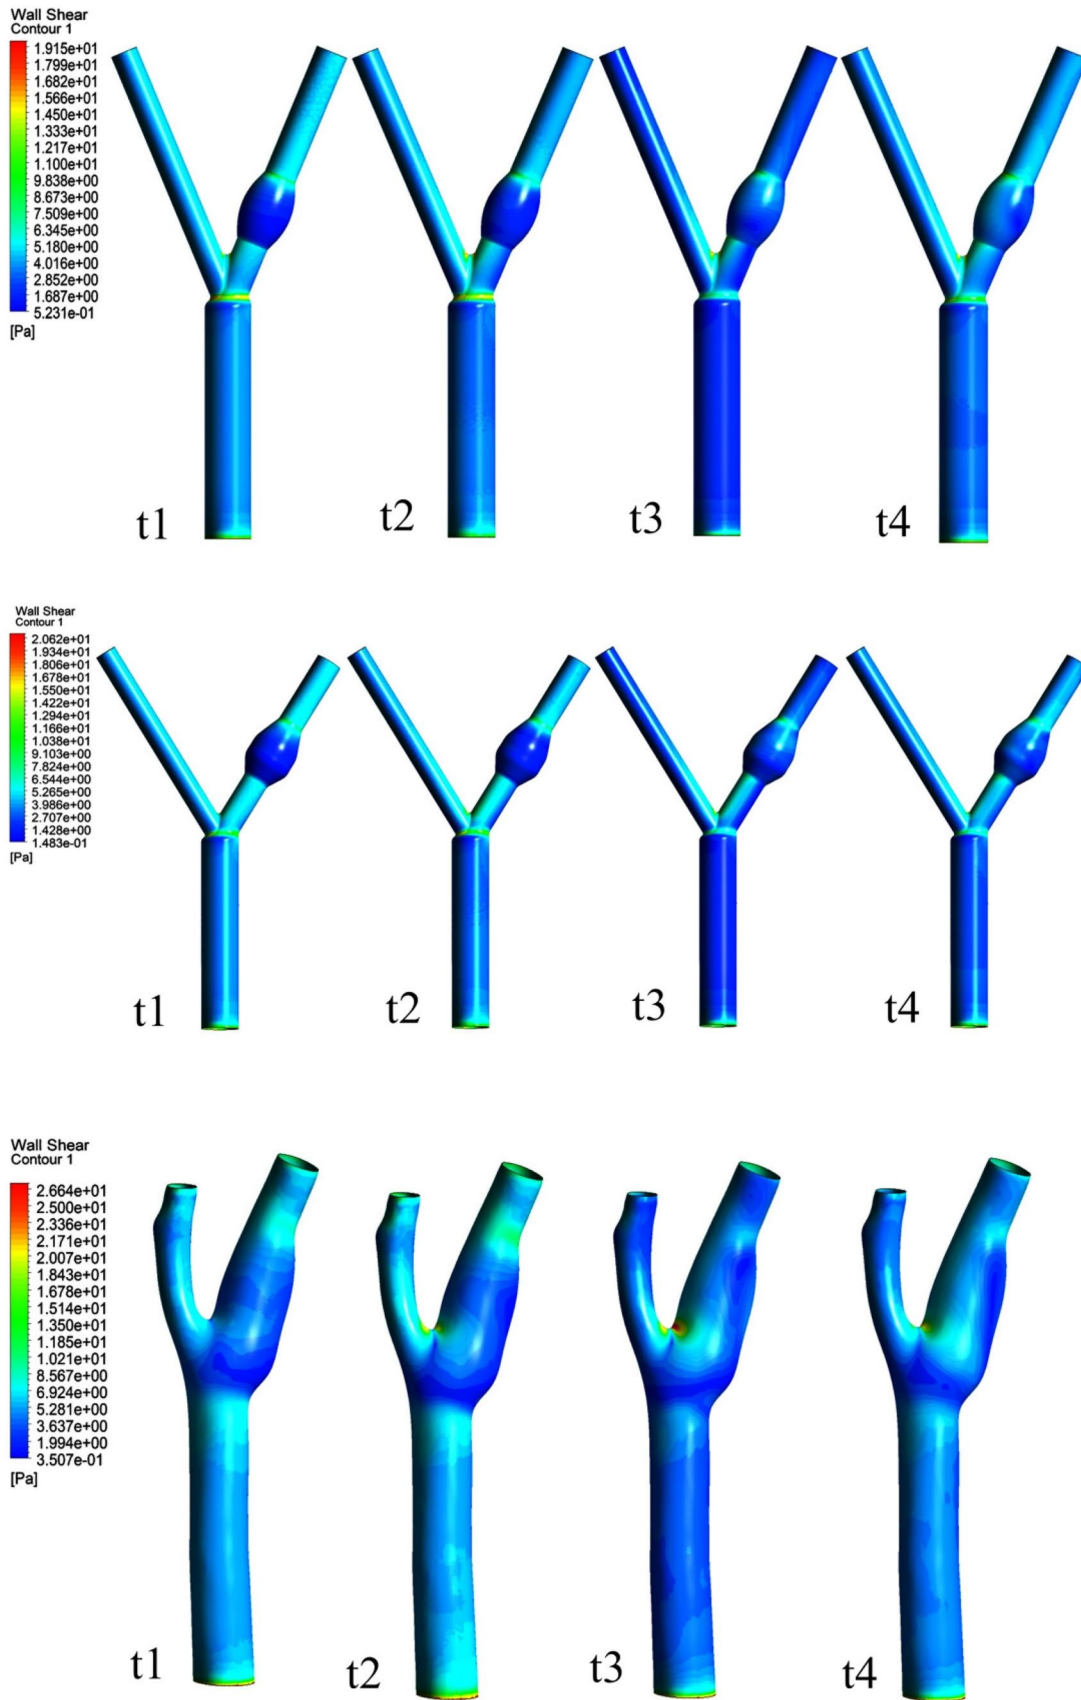 Wall Shear
Contour 1
1.915e+01
1.799e+01
1.682e+01
1.566e+01
1.450e+01
1.333e+01
1.217e+01
1.100e+01
9.838e+00
8.673e+00
7.509e+00
6.345e+00
5.180e+00
4.016e+00
2.852e+00
1.687e+00
5.231e-01
[Pa]
t1 t2 t3 t4
Wall Shear
Contour 1
2.062e+01
1.934e+01
1.806e+01
1.678e+01
1.550e+01
1.422e+01
1.294e+01
1.166e+01
1.038e+01
9.103e+00
7.824e+00
6.544e+00
5.265e+00
3.986e+00
2.707e+00
1.428e+00
1.483e-01
[Pa]
t1 t2 t3 t4
Wall Shear
Contour 1
2.664e+01
2.500e+01
2.336e+01
2.171e+01
2.007e+01
1.843e+01
1.678e+01
1.514e+01
1.350e+01
1.185e+01
1.021e+01
8.567e+00
6.924e+00
5.281e+00
3.637e+00
1.994e+00
3.507e-01
[Pa]
t1 t2 t3 t4